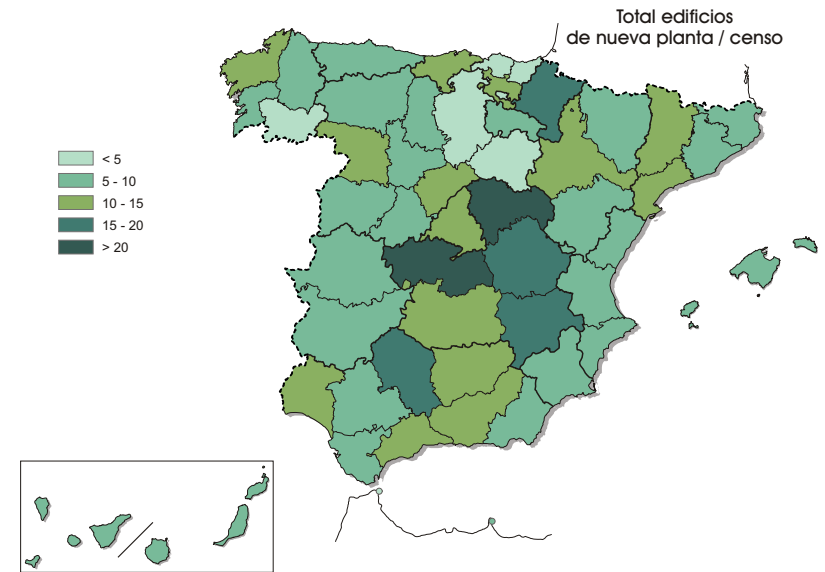 Total edificios
de nueva planta / censo
< 5
5 - 10
10 - 15
15 - 20
> 20